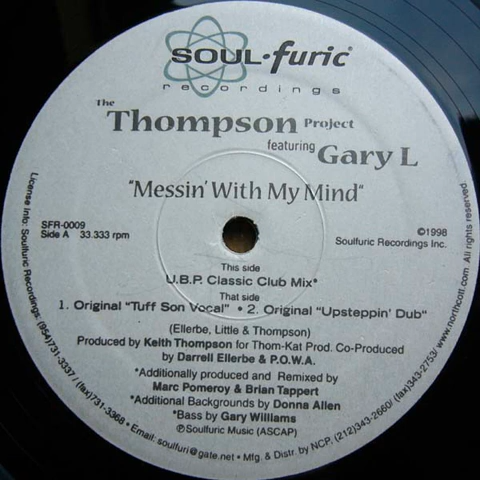 SOUL·furic®
recordings
The Thompson Project
featuring Gary L
"Messin' With My Mind"
SFR-0009
Side A 33.333 rpm
©1998
Soulfuric Recordings Inc.
This side
U.B.P. Classic Club Mix*
That side
1. Original "Tuff Son Vocal" • 2. Original "Upsteppin' Dub"
(Ellerbe, Little & Thompson)
Produced by Keith Thompson for Thom-Kat Prod. Co-Produced
by Darrell Ellerbe & P.O.W.A.
*Additionally produced and Remixed by
Marc Pomeroy & Brian Tappert
*Additional Backgrounds by Donna Allen
*Bass by Gary Williams
℗Soulfuric Music (ASCAP)
License info: Soulfuric Recordings, (954)731-3337 / (fax)731-3368 • Email: soulfuri@gate.net • Mfg. & Distr. by NCP, (212)343-2660/ (fax)343-2753/ www.northcott.com All rights reserved.